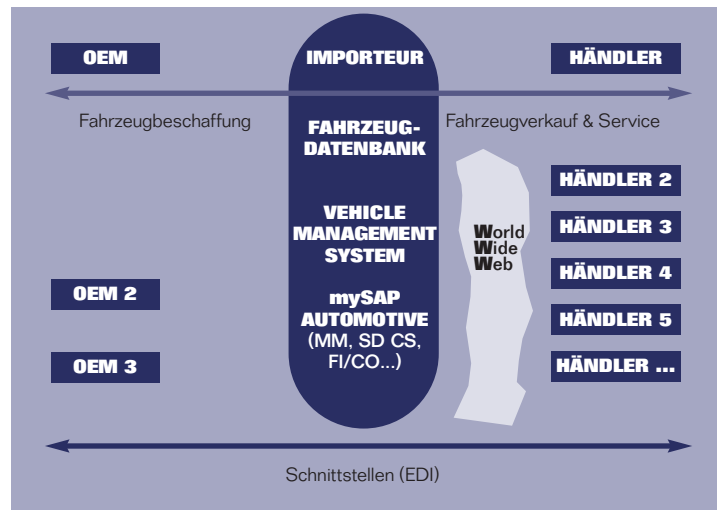 OEM
IMPORTEUR
HÄNDLER
Fahrzeugbeschaffung
Fahrzeugverkauf & Service
FAHRZEUG-
DATENBANK
VEHICLE
MANAGEMENT
SYSTEM
mySAP
AUTOMOTIVE
(MM, SD CS,
FI/CO...)
World
Wide
Web
OEM 2
OEM 3
HÄNDLER 2
HÄNDLER 3
HÄNDLER 4
HÄNDLER 5
HÄNDLER ...
Schnittstellen (EDI)